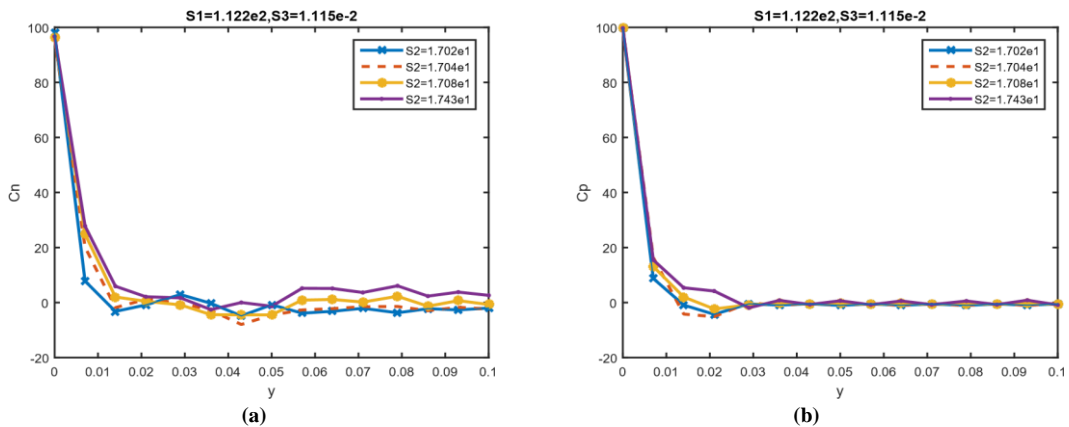 S1=1.122e2,S3=1.115e-2
100
80
60
40
20
0
-20
Cn
0 0.01 0.02 0.03 0.04 0.05 0.06 0.07 0.08 0.09 0.1
y
S2=1.702e1
S2=1.704e1
S2=1.708e1
S2=1.743e1
(a)
S1=1.122e2,S3=1.115e-2
100
80
60
40
20
0
-20
Cp
0 0.01 0.02 0.03 0.04 0.05 0.06 0.07 0.08 0.09 0.1
y
S2=1.702e1
S2=1.704e1
S2=1.708e1
S2=1.743e1
(b)